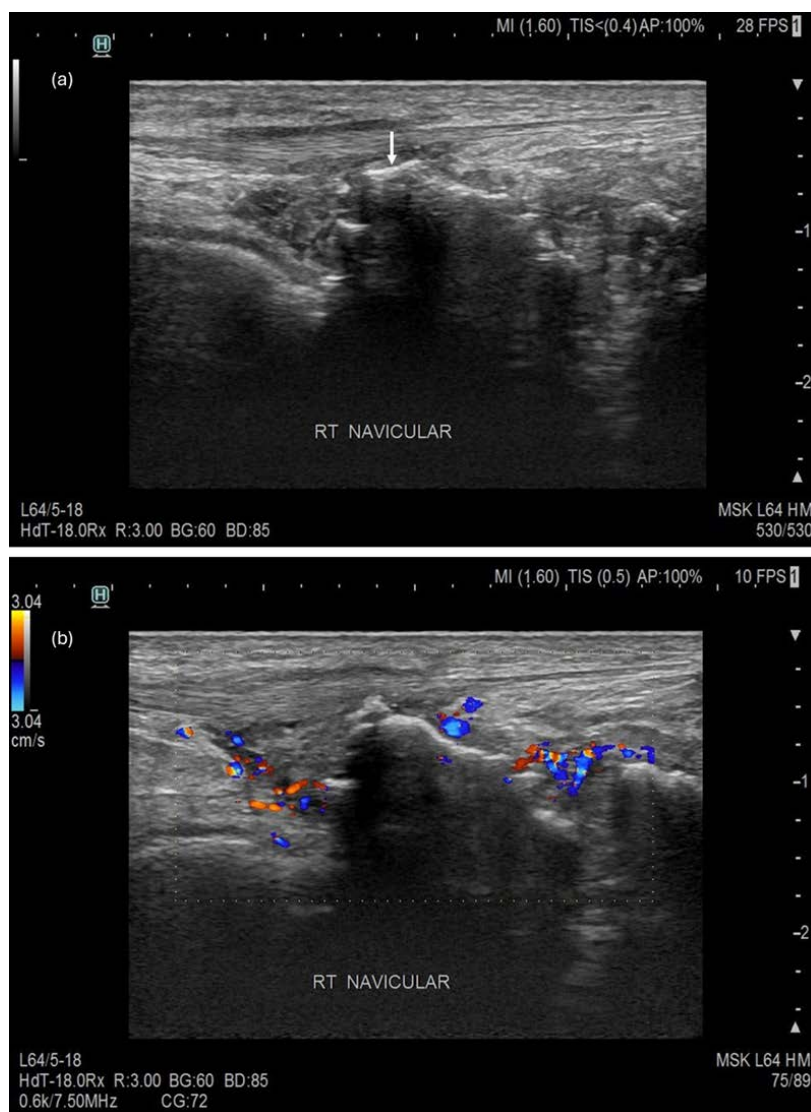 MI (1.60) TIS<(0.4) AP:100% 28 FPS 1
H
(a)
-1
-2
RT NAVICULAR
L64/5-18 MSK L64 HM
HdT-18.0Rx R:3.00 BG:60 BD:85 530/530
MI (1.60) TIS (0.5) AP:100% 10 FPS 1
H
3.04 (b)
3.04
cm/s
-1
-2
RT NAVICULAR
L64/5-18 MSK L64 HM
HdT-18.0Rx R:3.00 BG:60 BD:85 75/89
0.6k/7.50MHz CG:72